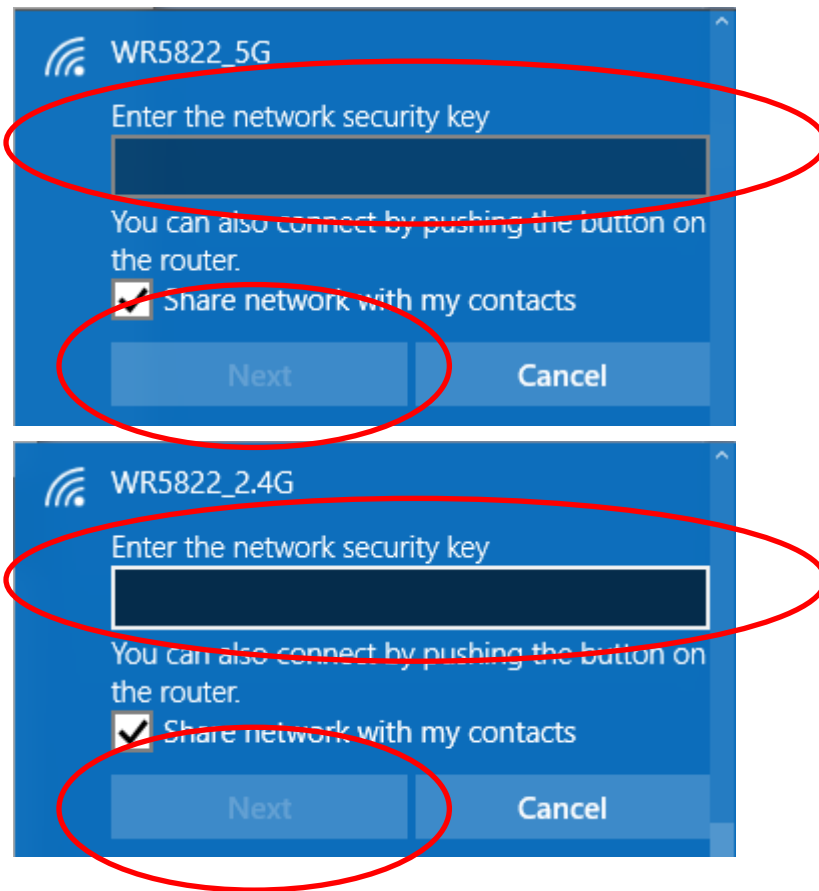 WR5822_5G
Enter the network security key
You can also connect by pushing the button on
the router.
Share network with my contacts
Next Cancel
WR5822_2.4G
Enter the network security key
You can also connect by pushing the button on
the router.
Share network with my contacts
Next Cancel